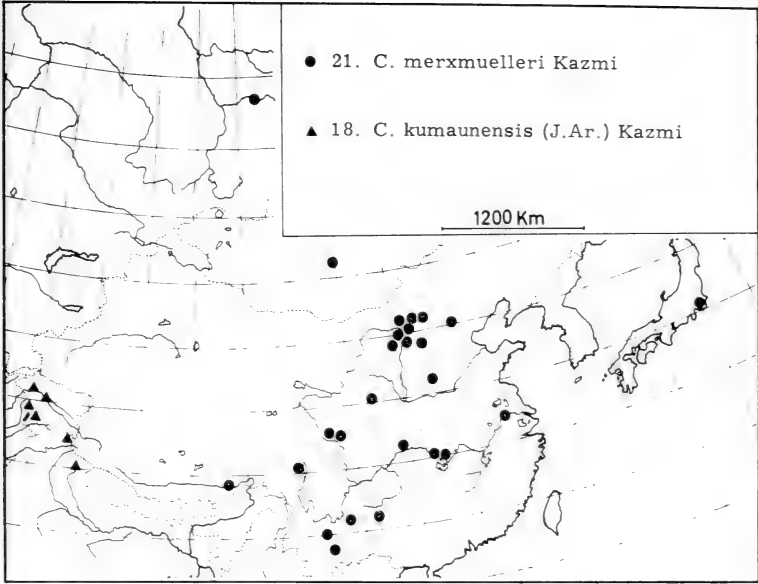 ● 21. C. merxmuelleri Kazmi
▲ 18. C. kumaunensis (J.Ar.) Kazmi
1200 Km